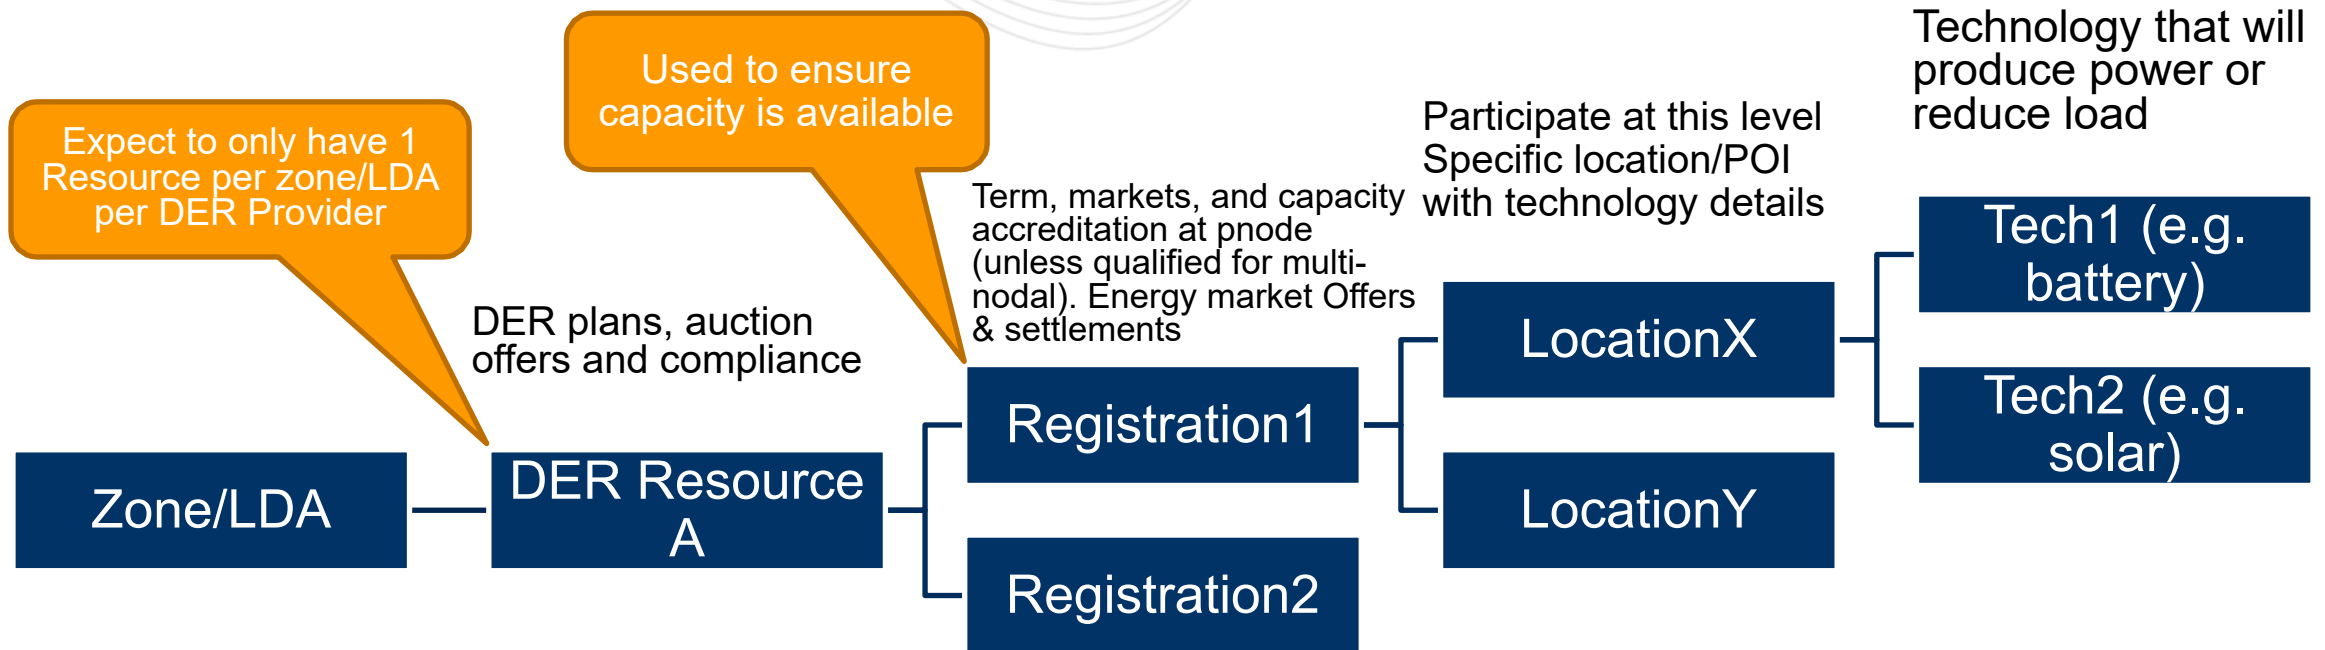 Expect to only have 1
Resource per zone/LDA
per DER Provider
Used to ensure
capacity is available
Technology that will
produce power or
reduce load
Participate at this level
Specific location/POI
with technology details
Term, markets, and capacity
accreditation at pnode
(unless qualified for multi-
nodal). Energy market Offers
& settlements
DER plans, auction
offers and compliance
Zone/LDA
DER Resource
A
Registration1
Registration2
LocationX
LocationY
Tech1 (e.g.
battery)
Tech2 (e.g.
solar)